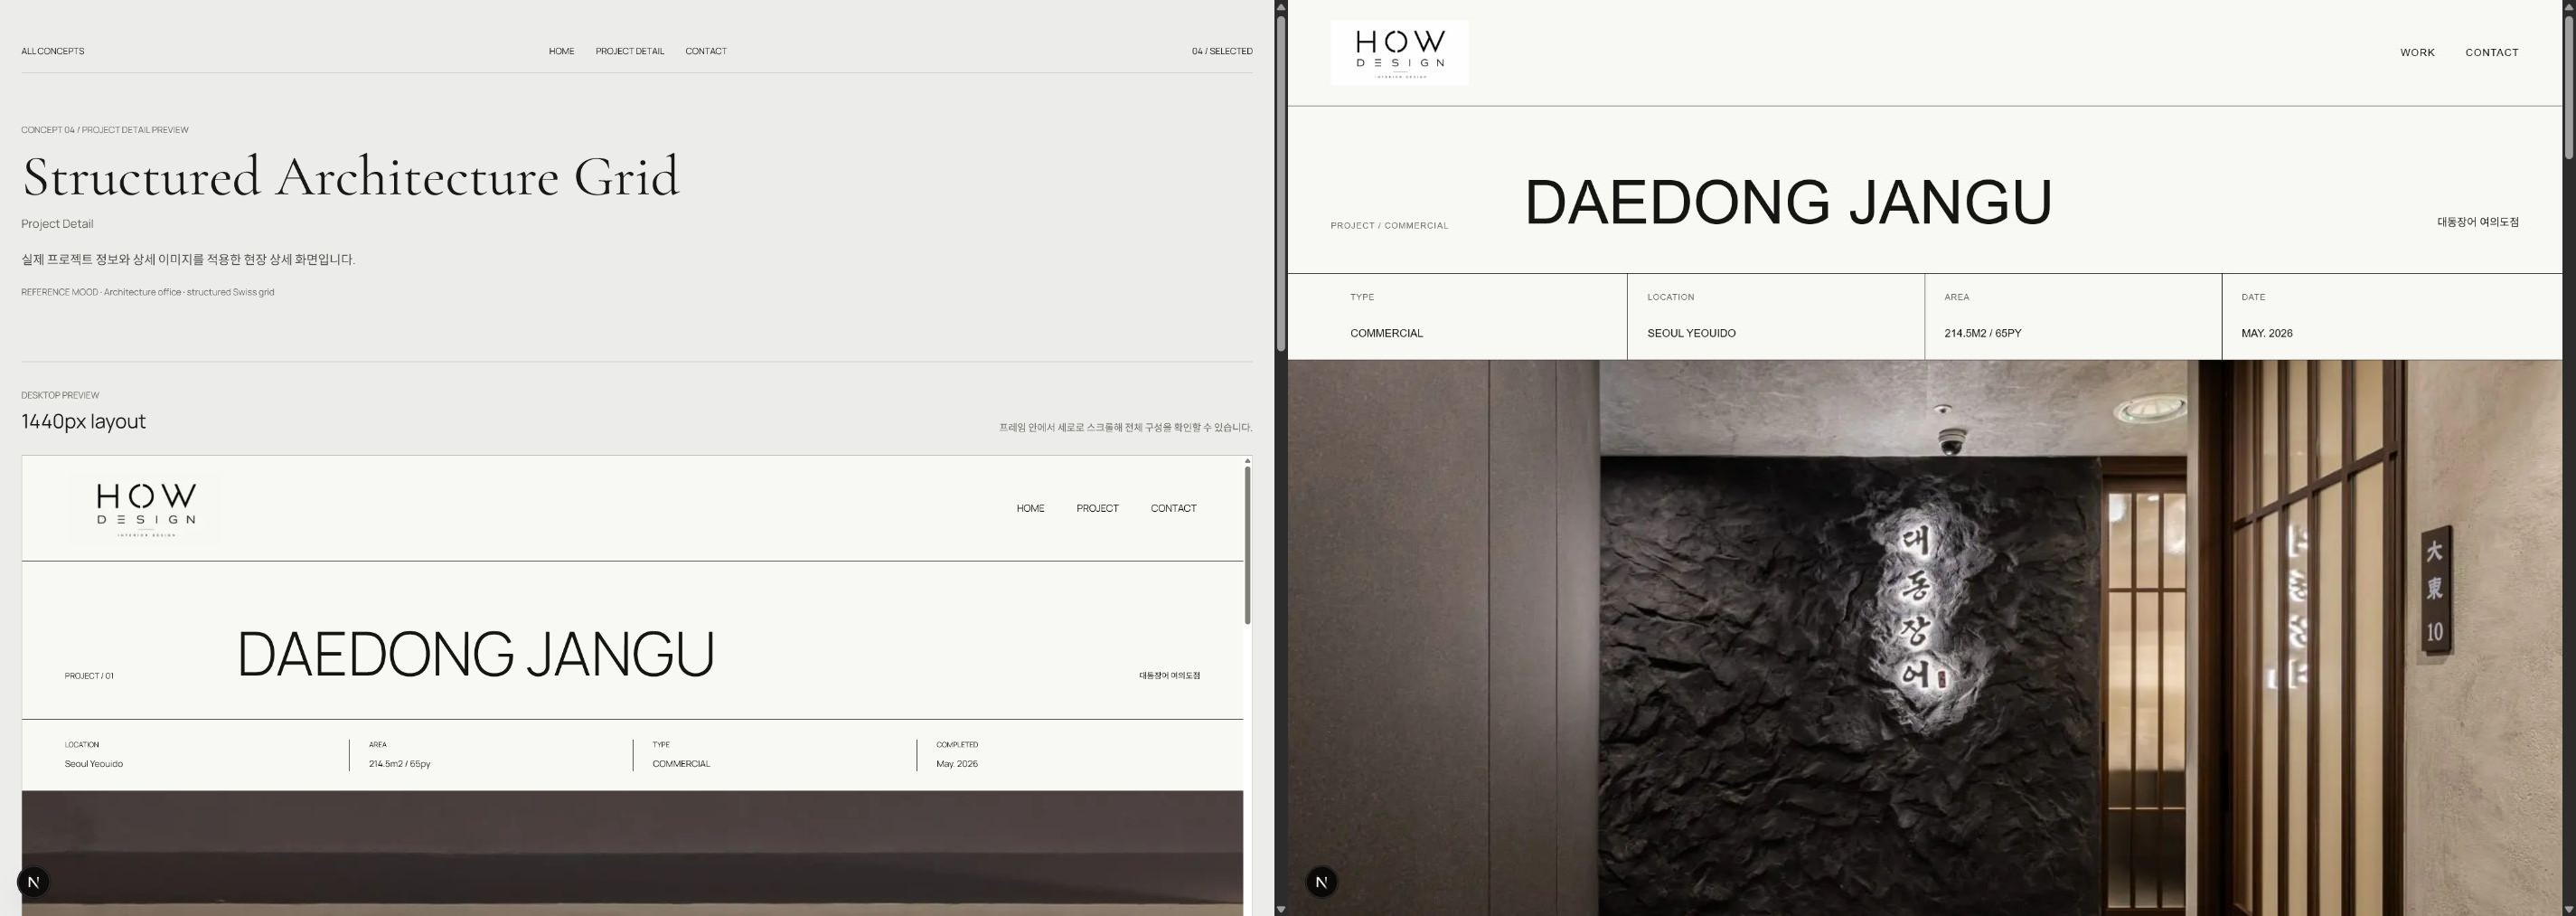 ALL CONCEPTS
HOME PROJECT DETAIL CONTACT
04 / SELECTED
CONCEPT 04 / PROJECT DETAIL PREVIEW
Structured Architecture Grid
Project Detail
실제 프로젝트 정보와 상세 이미지를 적용한 현장 상세 화면입니다.
REFERENCE MOOD · Architecture office · structured Swiss grid
DESKTOP PREVIEW
1440px layout
프레임 안에서 세로로 스크롤해 전체 구성을 확인할 수 있습니다.
HOW
DESIGN
INTERIOR DESIGN
HOME PROJECT CONTACT
PROJECT / 01
DAEDONG JANGU
대동장어 여의도점
LOCATION
Seoul Yeouido
AREA
214.5m2 / 65py
TYPE
COMMERCIAL
COMPLETED
May. 2026
N
HOW
DESIGN
INTERIOR DESIGN
WORK CONTACT
PROJECT / COMMERCIAL
DAEDONG JANGU
대동장어 여의도점
TYPE
COMMERCIAL
LOCATION
SEOUL YEOUIDO
AREA
214.5M2 / 65PY
DATE
MAY. 2026
대
동
장
어
大
東
10
N